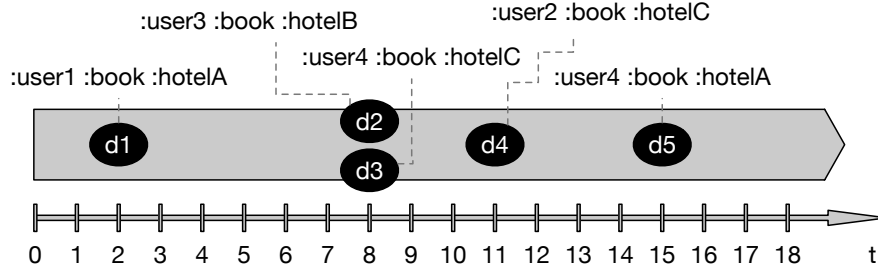 :user2 :book :hotelC
:user3 :book :hotelB
:user4 :book :hotelC
:user1 :book :hotelA
:user4 :book :hotelA
d1
d2
d3
d4
d5
0 1 2 3 4 5 6 7 8 9 10 11 12 13 14 15 16 17 18 t